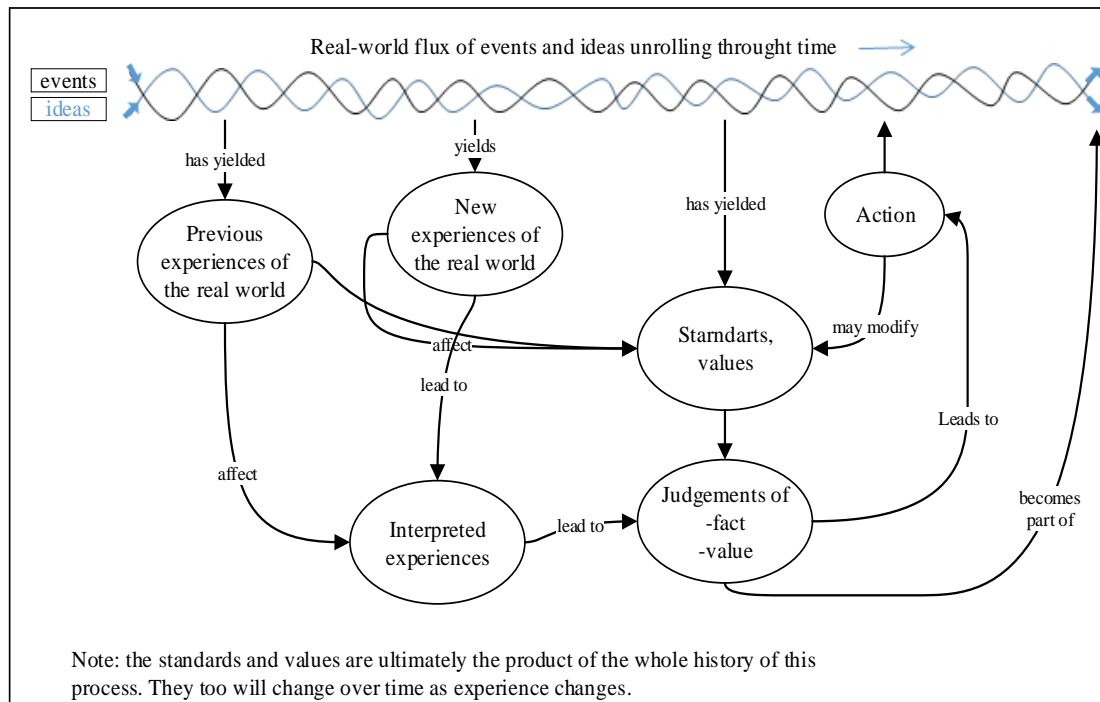 Real-world flux of events and ideas unrolling throught time
events
ideas
has yielded
yields
has yielded
Previous
experiences of
the real world
New
experiences of
the real world
Action
affect
Starndarts,
values
may modify
lead to
Leads to
affect
Interpreted
experiences
lead to
Judgements of
-fact
-value
becomes
part of
Note: the standards and values are ultimately the product of the whole history of this
process. They too will change over time as experience changes.